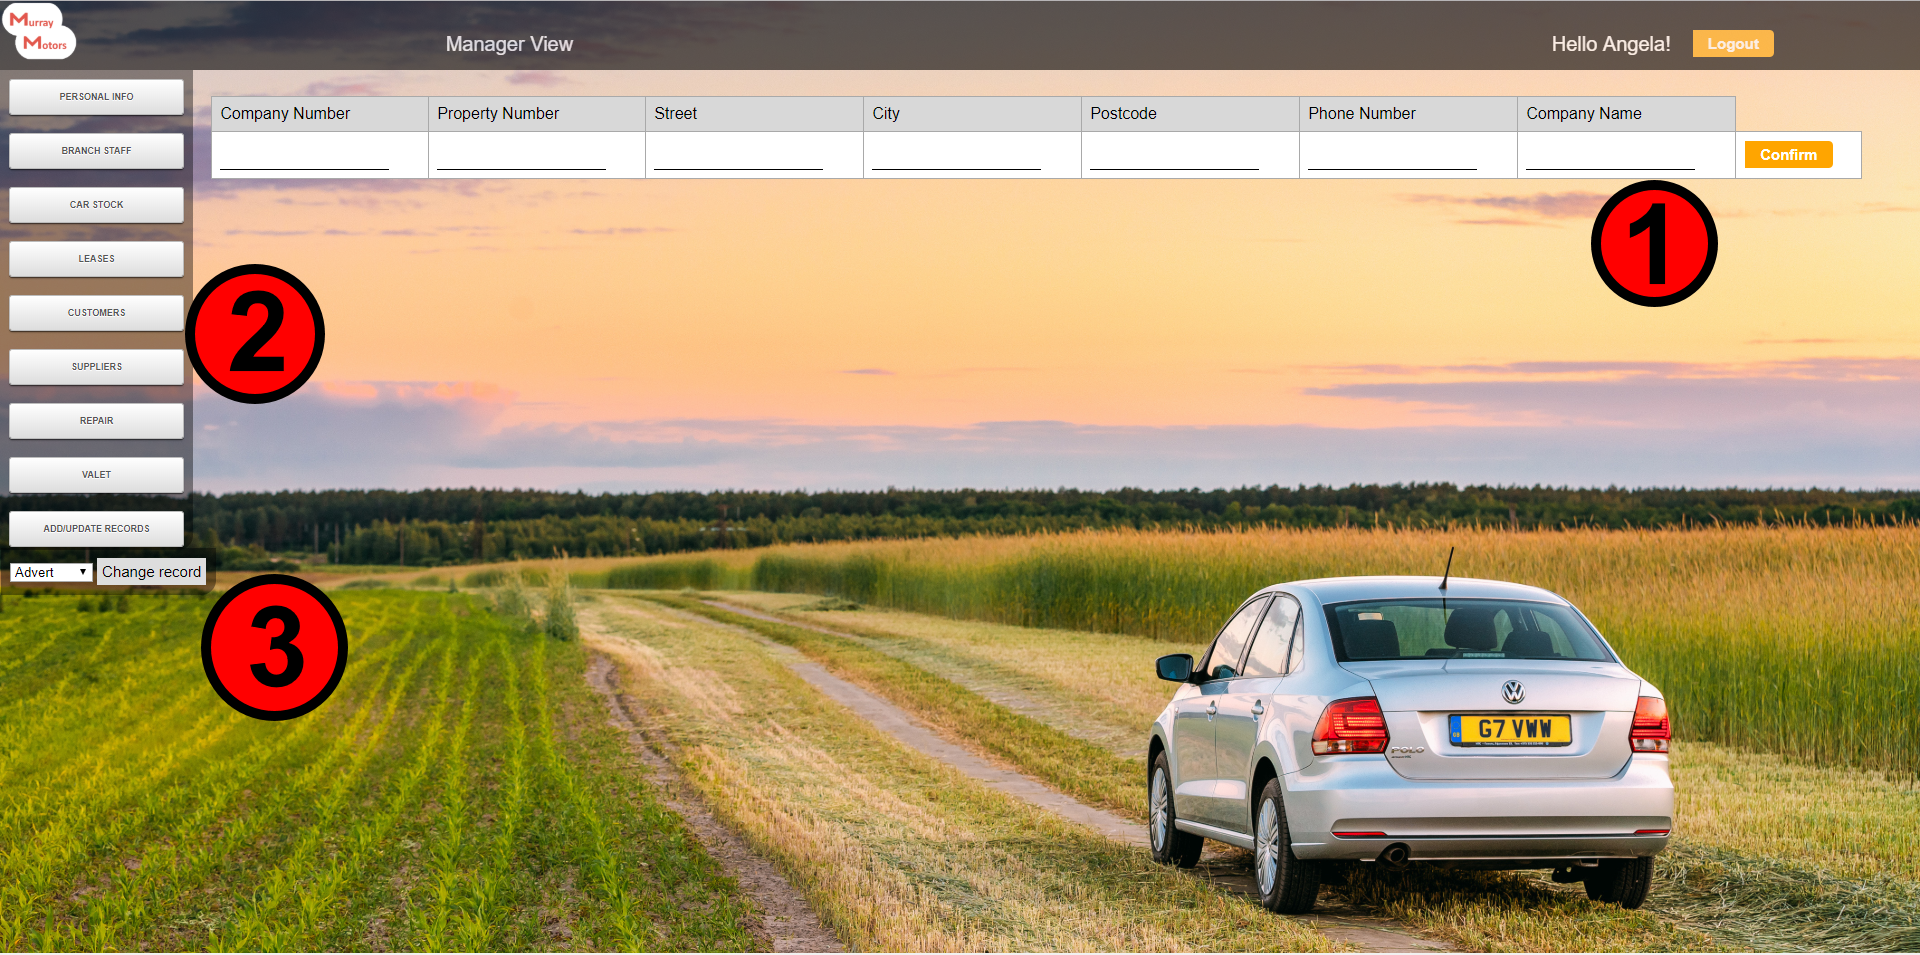 Murray
Motors
Manager View
Hello Angela!
Logout
PERSONAL INFO
BRANCH STAFF
CAR STOCK
LEASES
CUSTOMERS
SUPPLIERS
REPAIR
VALET
ADD/UPDATE RECORDS
Advert
Change record
Company Number
Property Number
Street
City
Postcode
Phone Number
Company Name
Confirm
1
2
3
G7 VWW
POLO